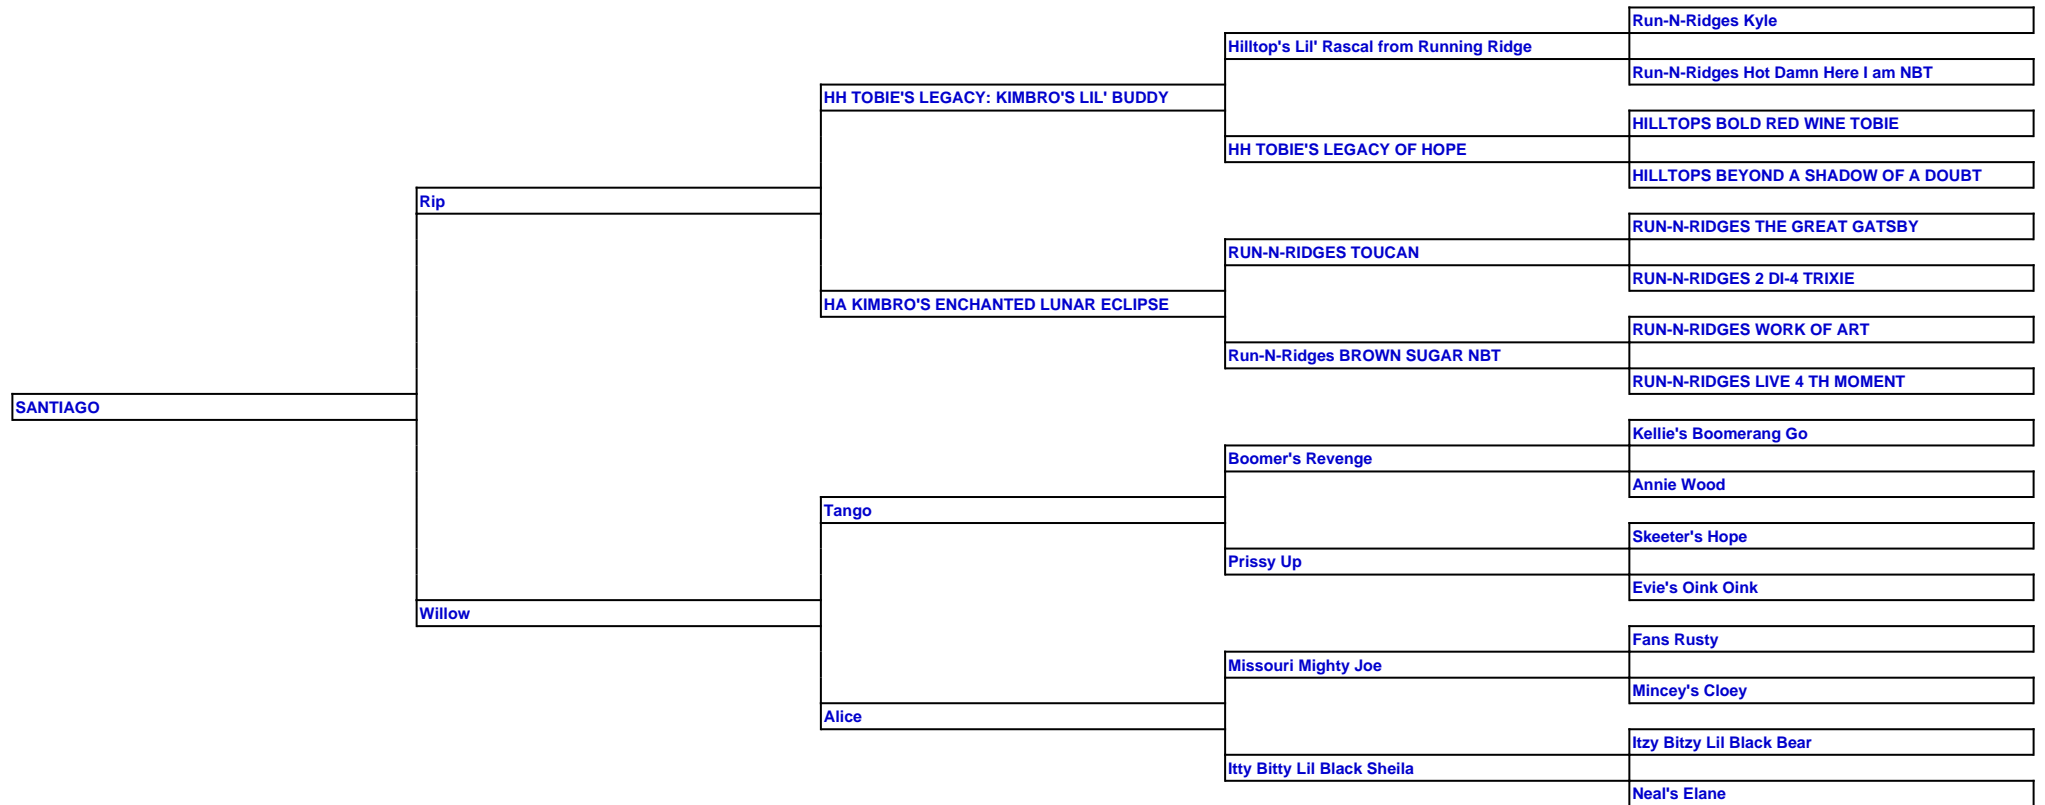 Run-N-Ridges Kyle
Hilltop's Lil' Rascal from Running Ridge
Run-N-Ridges Hot Damn Here I am NBT
HH TOBIE'S LEGACY: KIMBRO'S LIL' BUDDY
HILLTOPS BOLD RED WINE TOBIE
HH TOBIE'S LEGACY OF HOPE
HILLTOPS BEYOND A SHADOW OF A DOUBT
Rip
RUN-N-RIDGES THE GREAT GATSBY
RUN-N-RIDGES TOUCAN
RUN-N-RIDGES 2 DI-4 TRIXIE
HA KIMBRO'S ENCHANTED LUNAR ECLIPSE
RUN-N-RIDGES WORK OF ART
Run-N-Ridges BROWN SUGAR NBT
RUN-N-RIDGES LIVE 4 TH MOMENT
SANTIAGO
Kellie's Boomerang Go
Boomer's Revenge
Annie Wood
Tango
Skeeter's Hope
Prissy Up
Evie's Oink Oink
Willow
Fans Rusty
Missouri Mighty Joe
Mincey's Cloey
Alice
Itzy Bitzy Lil Black Bear
Itty Bitty Lil Black Sheila
Neal's Elane